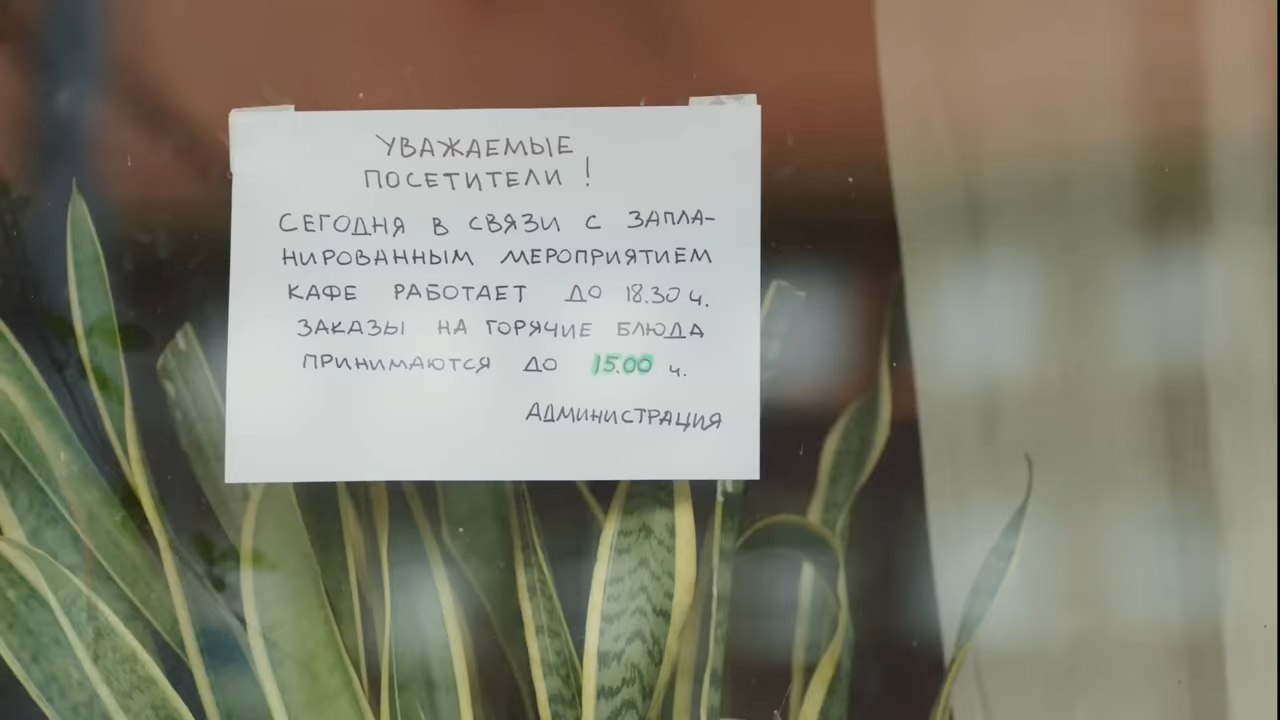 УВАЖАЕМЫЕ
ПОСЕТИТЕЛИ !
СЕГОДНЯ В СВЯЗИ С ЗАПЛА-
НИРОВАННЫМ МЕРОПРИЯТИЕМ
КАФЕ РАБОТАЕТ ДО 18.30 ч.
ЗАКАЗЫ НА ГОРЯЧИЕ БЛЮДА
ПРИНИМАЮТСЯ ДО 15.00 ч.
АДМИНИСТРАЦИЯ